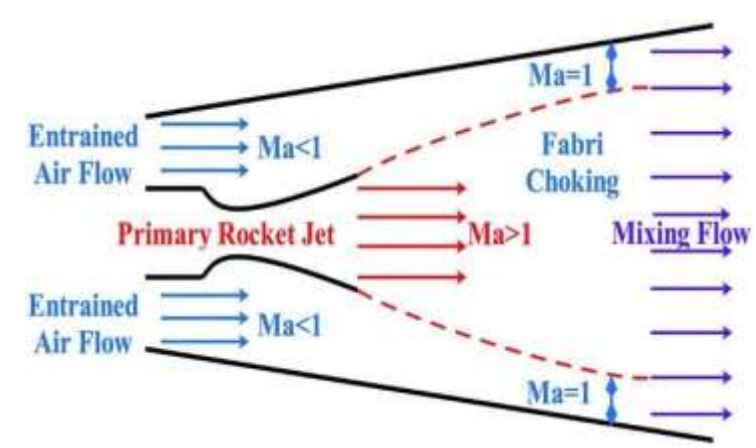 Ma=1
Entrained
Air Flow
Ma<1
Fabri
Choking
Primary Rocket Jet
Ma>1
Mixing Flow
Entrained
Air Flow
Ma<1
Ma=1